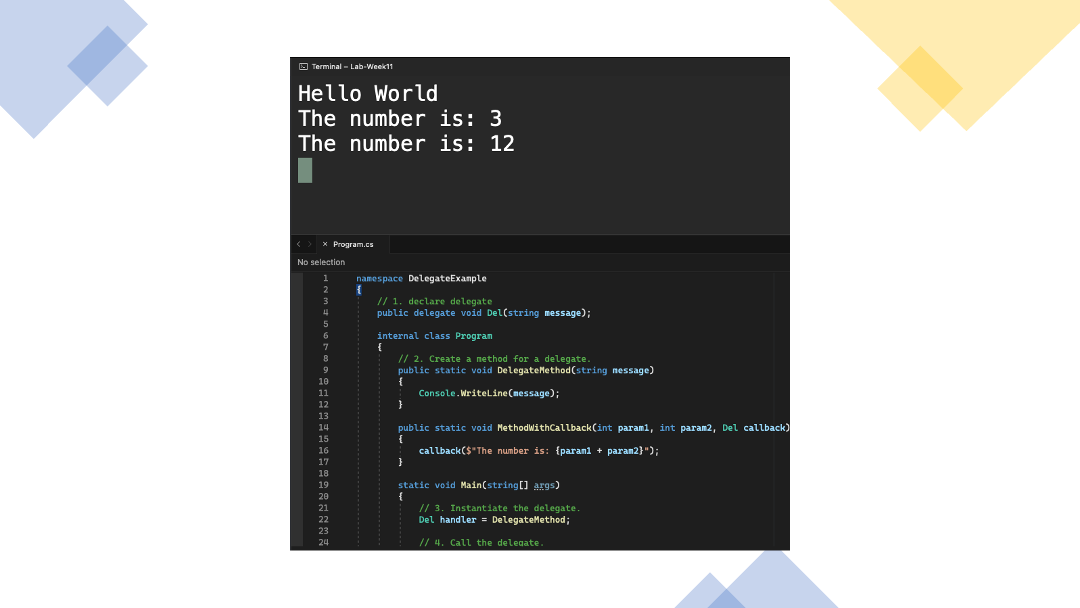 Terminal – Lab-Week11
Hello World
The number is: 3
The number is: 12
Program.cs
No selection
1 namespace DelegateExample
2 {
3 // 1. declare delegate
4 public delegate void Del(string message);
5
6 internal class Program
7 {
8 // 2. Create a method for a delegate.
9 public static void DelegateMethod(string message)
10 {
11 Console.WriteLine(message);
12 }
13
14 public static void MethodWithCallback(int param1, int param2, Del callback)
15 {
16 callback($"The number is: {param1 + param2}");
17 }
18
19 static void Main(string[] args)
20 {
21 // 3. Instantiate the delegate.
22 Del handler = DelegateMethod;
23
24 // 4. Call the delegate.